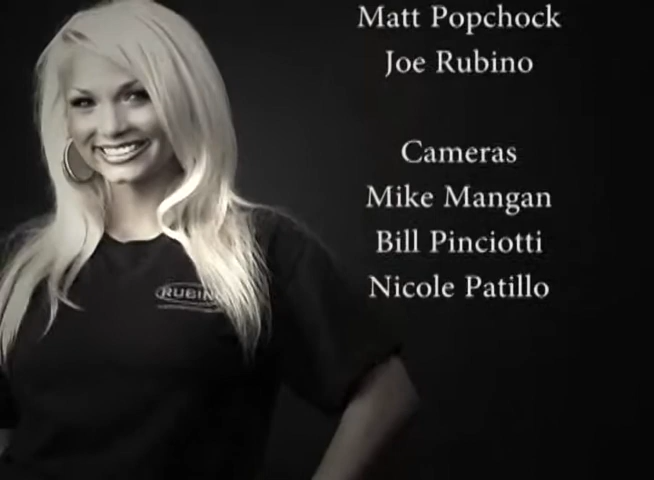 Matt Popchock
Joe Rubino
Cameras
Mike Mangan
Bill Pinciotti
Nicole Patillo